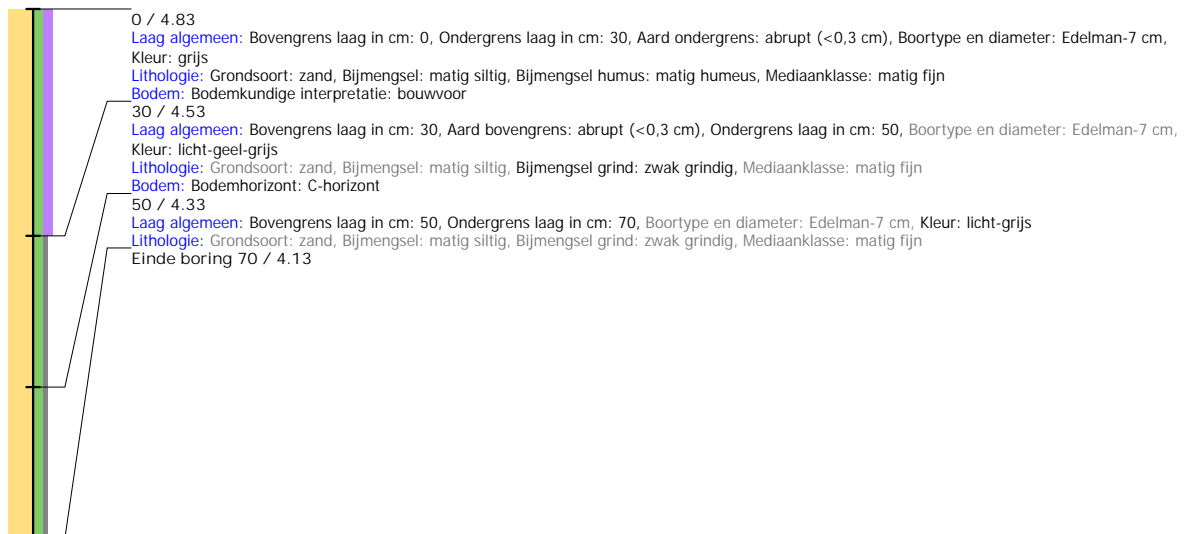 0 / 4.83
Laag algemeen: Bovengrens laag in cm: 0, Ondergrens laag in cm: 30, Aard ondergrens: abrupt (<0,3 cm), Boortype en diameter: Edelman-7 cm,
Kleur: grijs
Lithologie: Grondsoort: zand, Bijmengsel: matig siltig, Bijmengsel humus: matig humeus, Mediaanklasse: matig fijn
Bodem: Bodemkundige interpretatie: bouwvoor
30 / 4.53
Laag algemeen: Bovengrens laag in cm: 30, Aard bovengrens: abrupt (<0,3 cm), Ondergrens laag in cm: 50, Boortype en diameter: Edelman-7 cm,
Kleur: licht-geel-grijs
Lithologie: Grondsoort: zand, Bijmengsel: matig siltig, Bijmengsel grind: zwak grindig, Mediaanklasse: matig fijn
Bodem: Bodemhorizont: C-horizont
50 / 4.33
Laag algemeen: Bovengrens laag in cm: 50, Ondergrens laag in cm: 70, Boortype en diameter: Edelman-7 cm, Kleur: licht-grijs
Lithologie: Grondsoort: zand, Bijmengsel: matig siltig, Bijmengsel grind: zwak grindig, Mediaanklasse: matig fijn
Einde boring 70 / 4.13